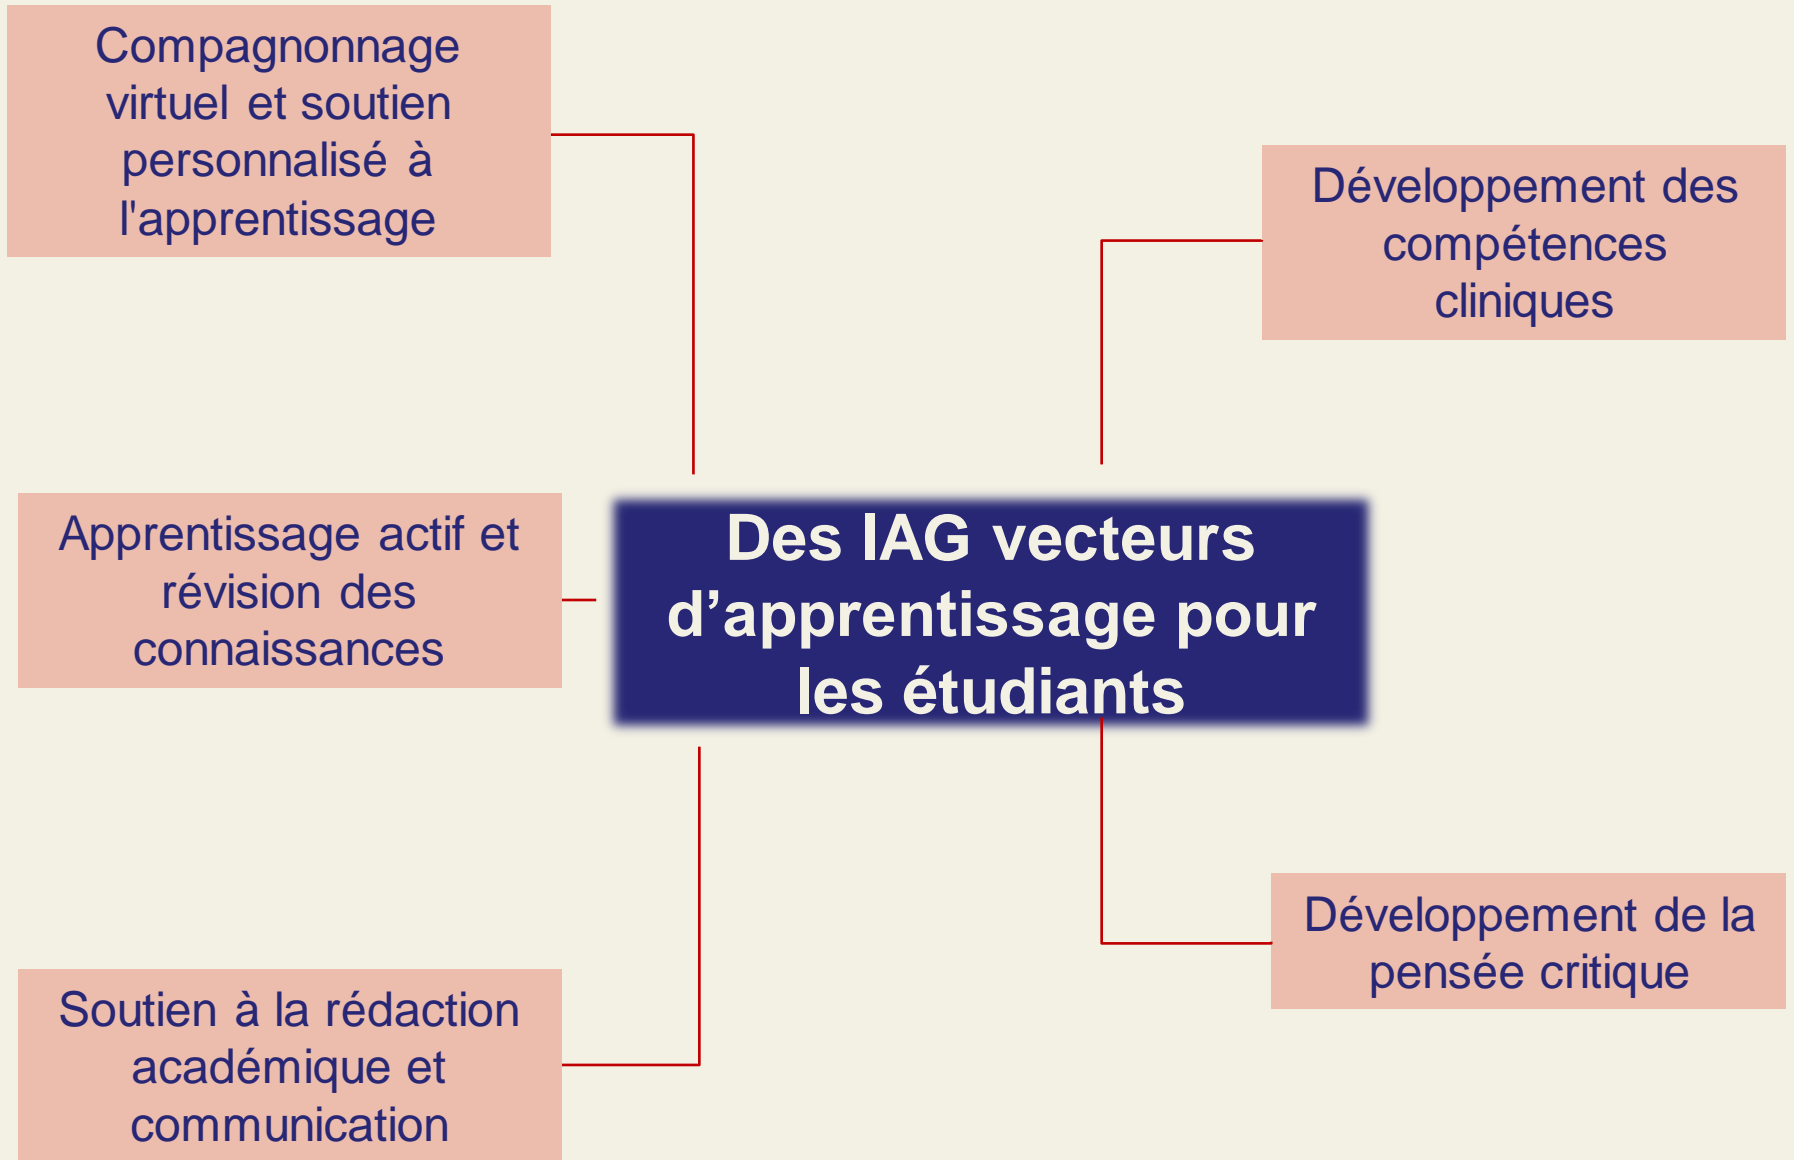 Compagnonnage
virtuel et soutien
personnalisé à
l'apprentissage
Développement des
compétences
cliniques
Apprentissage actif et
révision des
connaissances
Des IAG vecteurs
d’apprentissage pour
les étudiants
Développement de la
pensée critique
Soutien à la rédaction
académique et
communication